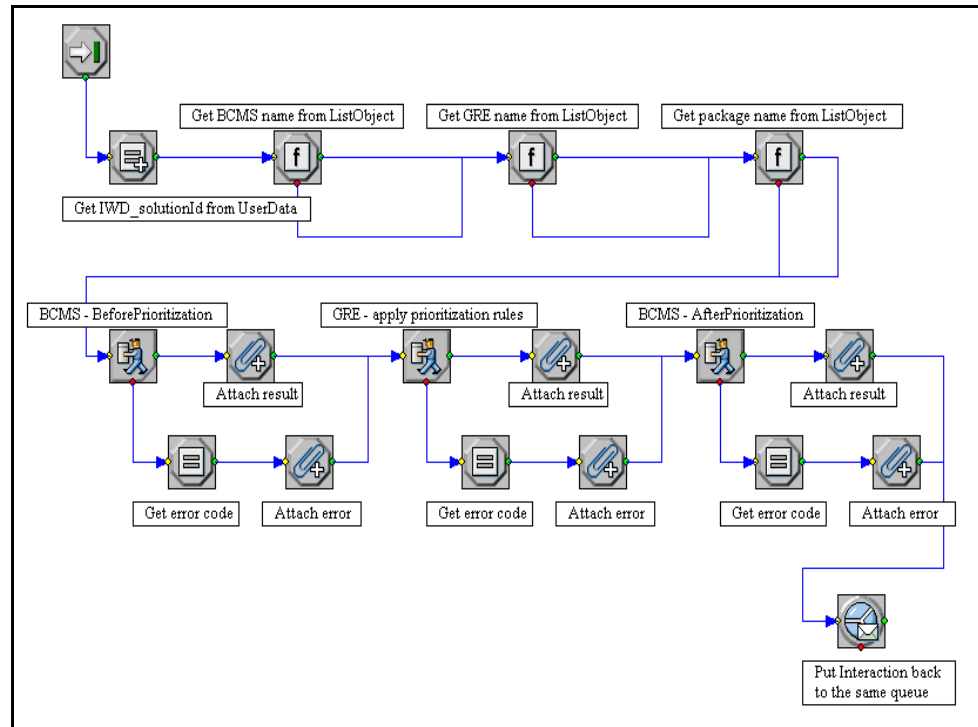 Get BCMS name from ListObject
Get GRE name from ListObject
Get package name from ListObject
f
f
f
Get IWD_solutionId from UserData
BCMS - BeforePrioritization
GRE - apply prioritization rules
BCMS - AfterPrioritization
Attach result
Attach result
Attach result
Get error code
Attach error
Get error code
Attach error
Get error code
Attach error
Put Interaction back
to the same queue